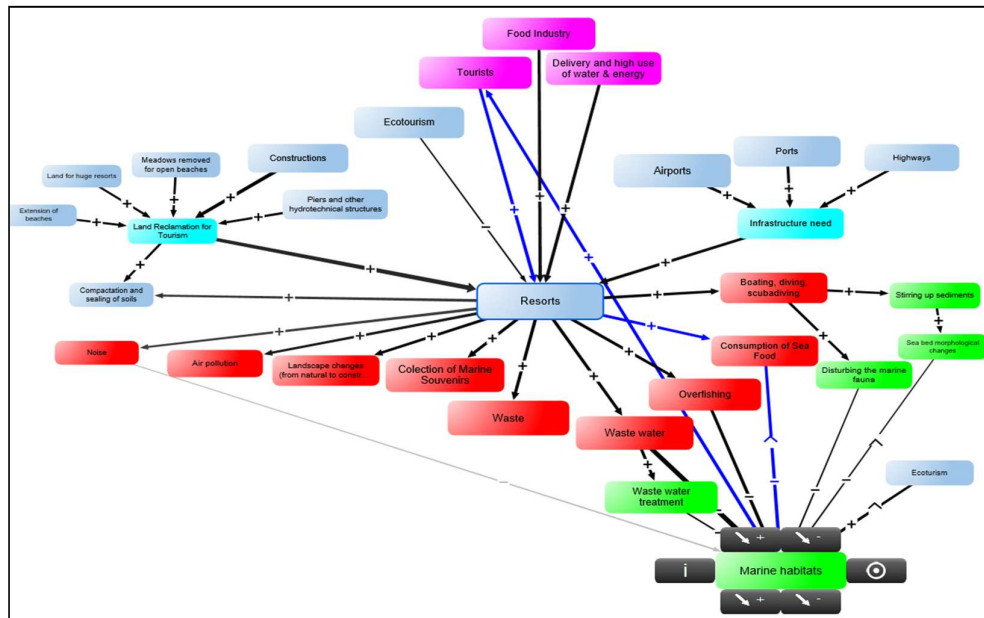 Food Industry
Tourists
Delivery and high use
of water & energy
Ecotourism
Constructions
Meadows removed
for open beaches
Land for huge resorts
Piers and other
hydrotechnical structures
Extension of
beaches
Land Reclamation for
Tourism
Ports
Highways
Airports
Infrastructure need
Compactation and
sealing of soils
Resorts
Boating, diving,
scubadiving
Stirring up sediments
Noise
Air pollution
Landscape changes
(from natural to constr...
Colection of Marine
Souvenirs
Consumption of Sea
Food
Sea bed morphological
changes
Disturbing the marine
fauna
Overfishing
Waste
Waste water
Waste water
treatment
Ecoturism
+
-
i
Marine habitats
+
-